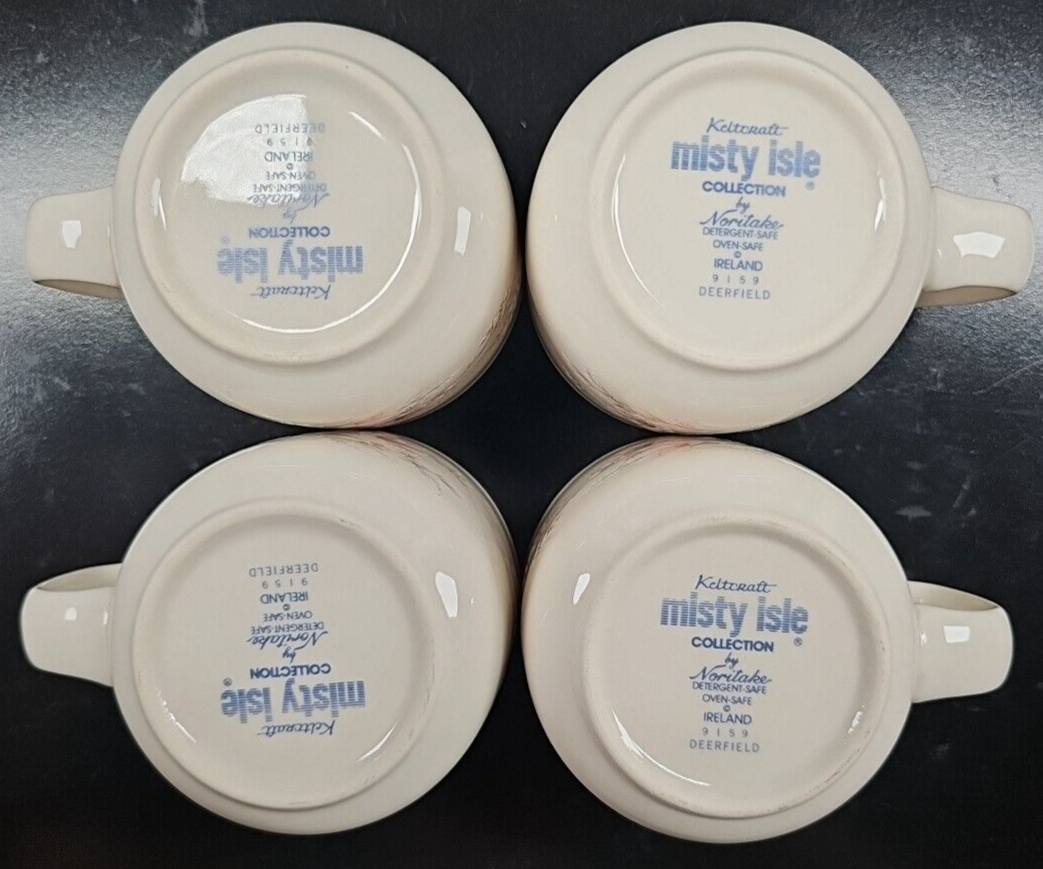 Keltcraft
misty isle®
COLLECTION
by
Noritake
DETERGENT-SAFE
OVEN-SAFE
©
IRELAND
9159
DEERFIELD
Keltcraft
misty isle®
COLLECTION
by
Noritake
DETERGENT-SAFE
OVEN-SAFE
©
IRELAND
9159
DEERFIELD
Keltcraft
misty isle®
COLLECTION
by
Noritake
DETERGENT-SAFE
OVEN-SAFE
©
IRELAND
9159
DEERFIELD
Keltcraft
misty isle®
COLLECTION
by
Noritake
DETERGENT-SAFE
OVEN-SAFE
©
IRELAND
9159
DEERFIELD